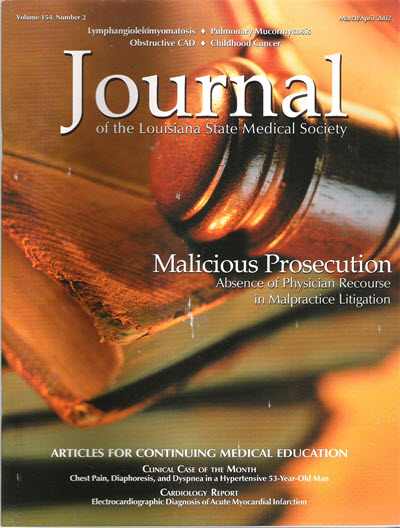 Volume 154, Number 2
March/April 2002
Lymphangioleiomyomatosis ♦ Pulmonary Mucormycosis
Obstructive CAD ♦ Childhood Cancer
Journal
of the Louisiana State Medical Society
Malicious Prosecution
Absence of Physician Recourse
in Malpractice Litigation
ARTICLES FOR CONTINUING MEDICAL EDUCATION
CLINICAL CASE OF THE MONTH
Chest Pain, Diaphoresis, and Dyspnea in a Hypertensive 53-Year-Old Man
CARDIOLOGY REPORT
Electrocardiographic Diagnosis of Acute Myocardial Infarction